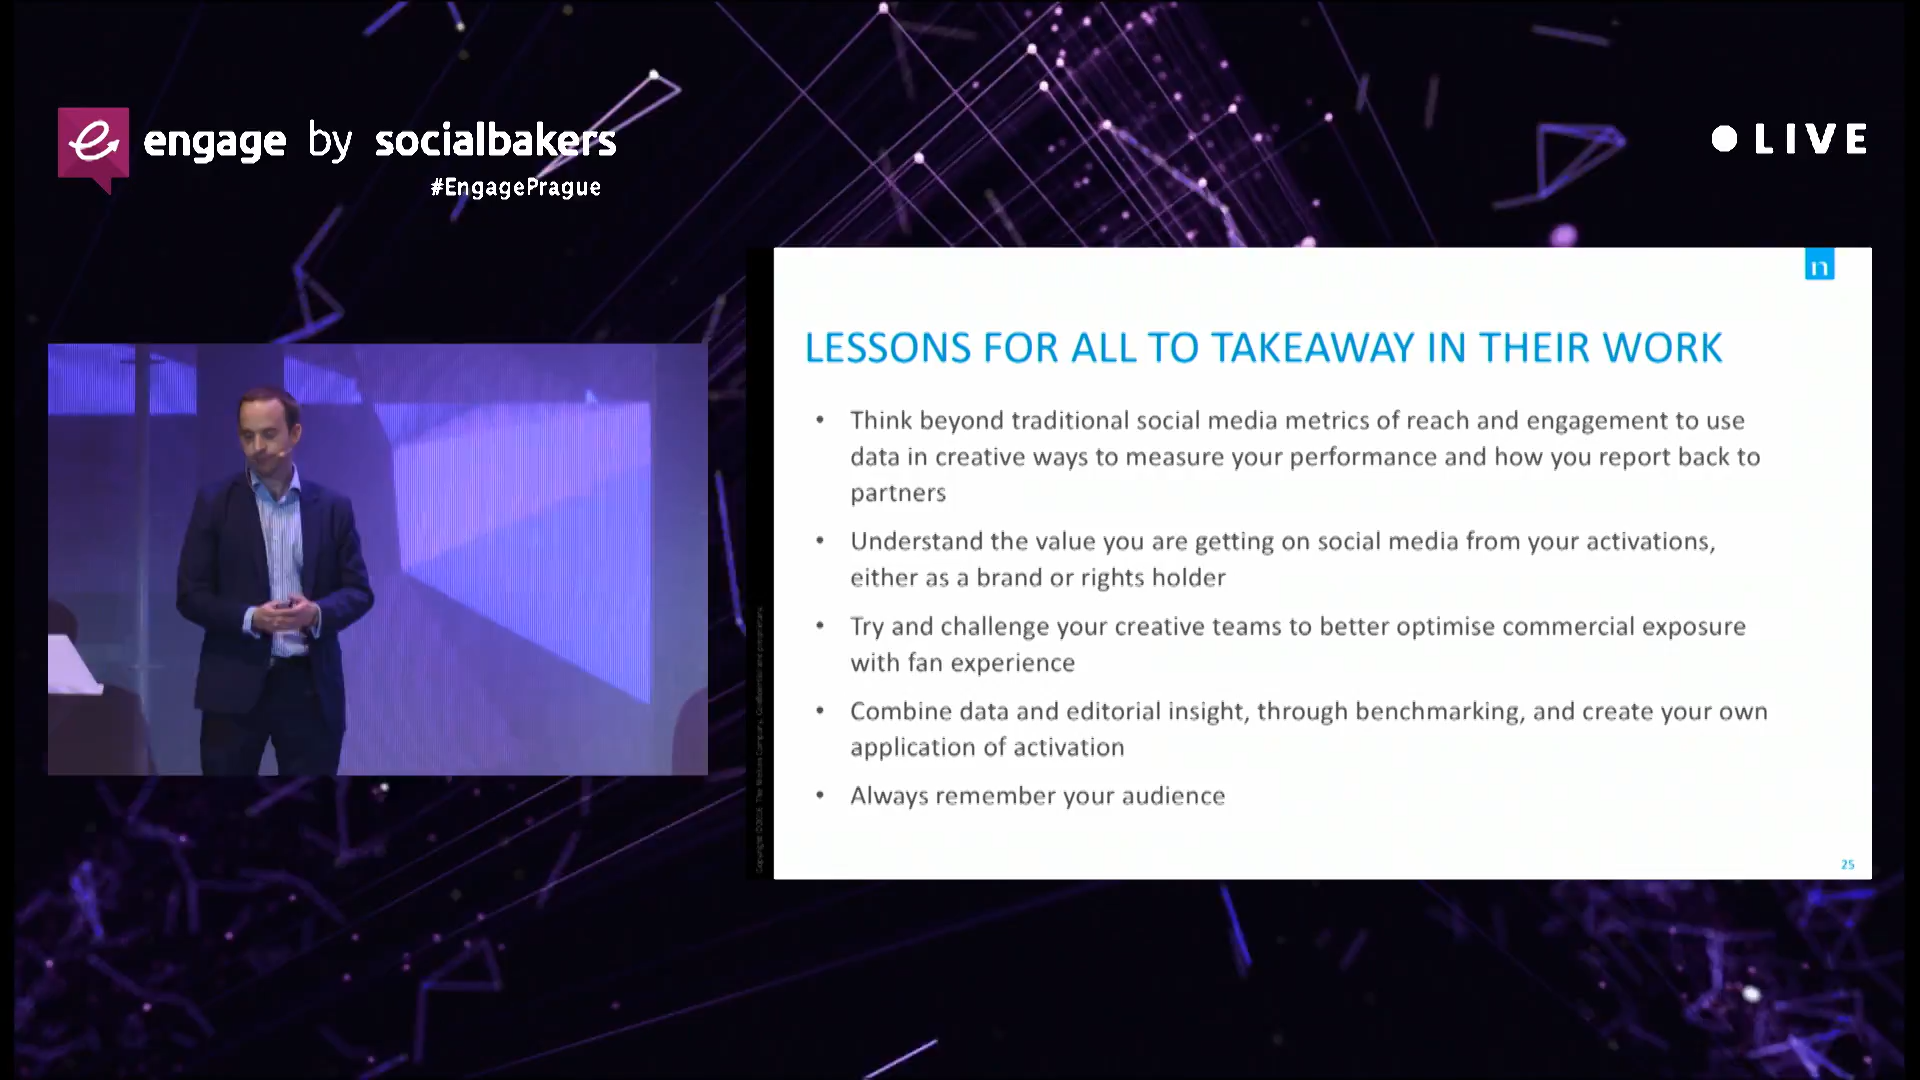 engage by socialbakers
#EngagePrague
LIVE
n
LESSONS FOR ALL TO TAKEAWAY IN THEIR WORK
• Think beyond traditional social media metrics of reach and engagement to use
data in creative ways to measure your performance and how you report back to
partners
• Understand the value you are getting on social media from your activations,
either as a brand or rights holder
• Try and challenge your creative teams to better optimise commercial exposure
with fan experience
• Combine data and editorial insight, through benchmarking, and create your own
application of activation
• Always remember your audience
25